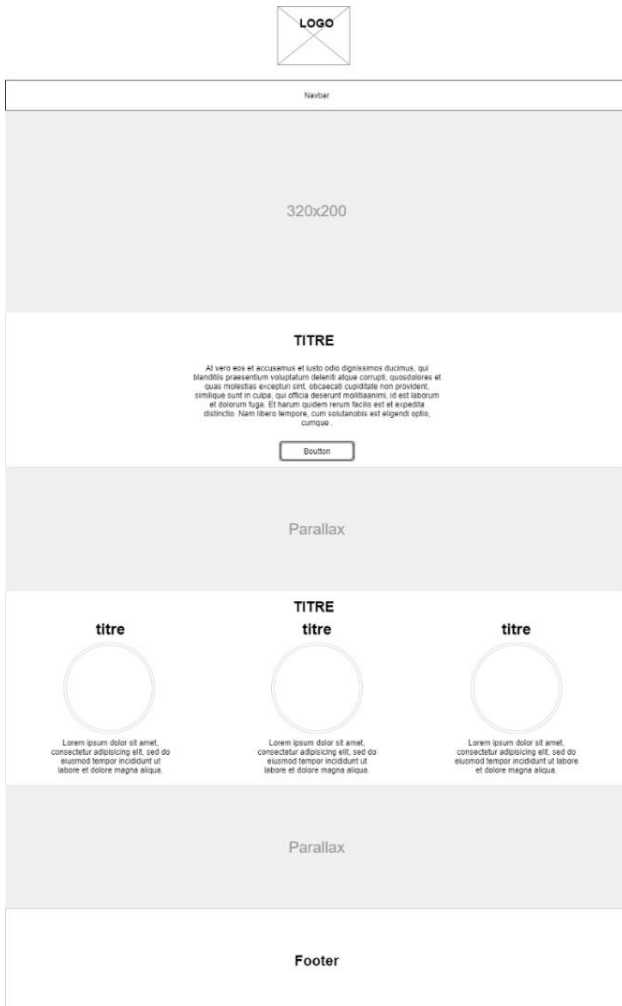 LOGO
Navbar
320x200
TITRE
At vero eos et accusamus et iusto odio dignissimos ducimus, qui
blanditiis praesentium voluptatum deleniti atque corrupti, quosdolores et
quas molestias excepturi sint, obcaecati cupiditate non provident,
similique sunt in culpa, qui officia deserunt mollitiaanimi, id est laborum
et dolorum fuga. Et harum quidem rerum facilis est et expedita
distinctio. Nam libero tempore, cum solutanobis est eligendi optio,
cumque .
Boutton
Parallax
TITRE
titre
Lorem ipsum dolor sit amet,
consectetur adipisicing elit, sed do
eiusmod tempor incididunt ut
labore et dolore magna aliqua.
titre
Lorem ipsum dolor sit amet,
consectetur adipisicing elit, sed do
eiusmod tempor incididunt ut
labore et dolore magna aliqua.
titre
Lorem ipsum dolor sit amet,
consectetur adipisicing elit, sed do
eiusmod tempor incididunt ut labore
et dolore magna aliqua.
Parallax
Footer